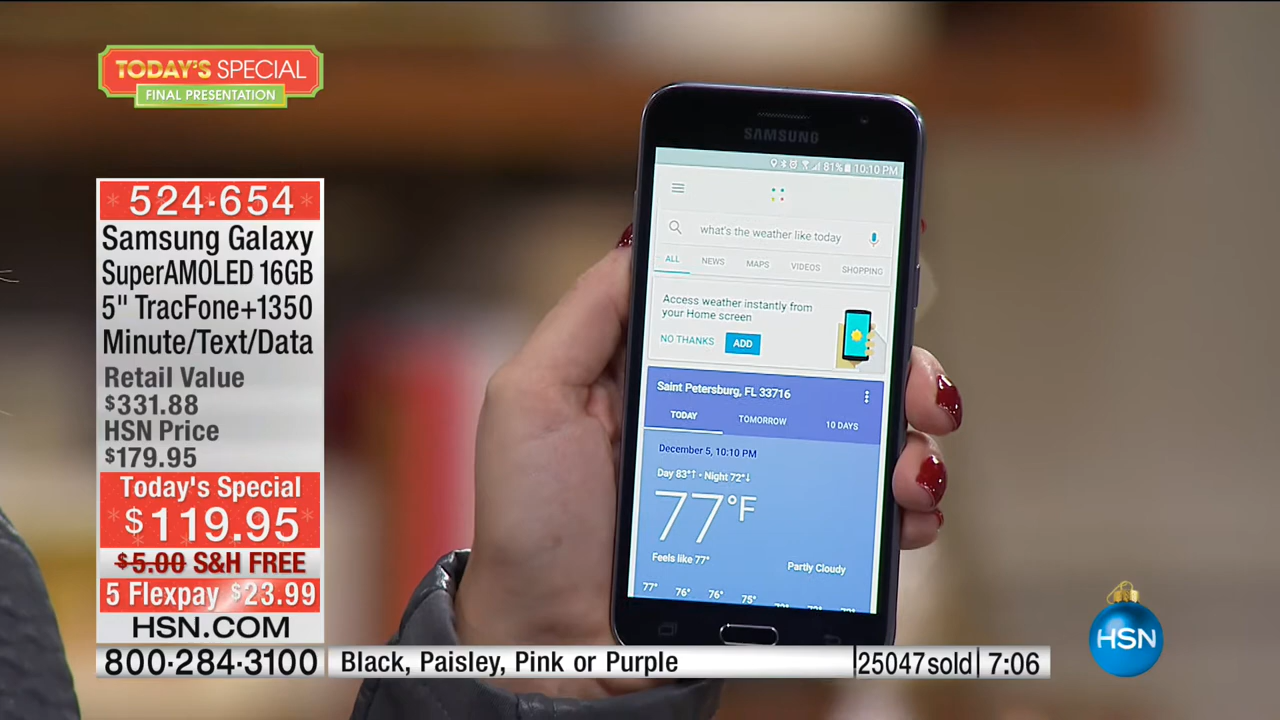 TODAY'S SPECIAL
FINAL PRESENTATION
524-654
Samsung Galaxy
SuperAMOLED 16GB
5" TracFone+1350
Minute/Text/Data
Retail Value
$331.88
HSN Price
$179.95
Today's Special
$119.95
$5.00 S&H FREE
5 Flexpay $23.99
HSN.COM
800-284-3100
Black, Paisley, Pink or Purple
25047 sold
7:06
HSN
SAMSUNG
81% 10:10 PM
what's the weather like today
ALL NEWS MAPS VIDEOS SHOPPING
Access weather instantly from
your Home screen
NO THANKS ADD
Saint Petersburg, FL 33716
TODAY TOMORROW 10 DAYS
December 5, 10:10 PM
Day 83°↑ • Night 72°↓
77°F
Feels like 77°
Partly Cloudy
77° 76° 76° 75°